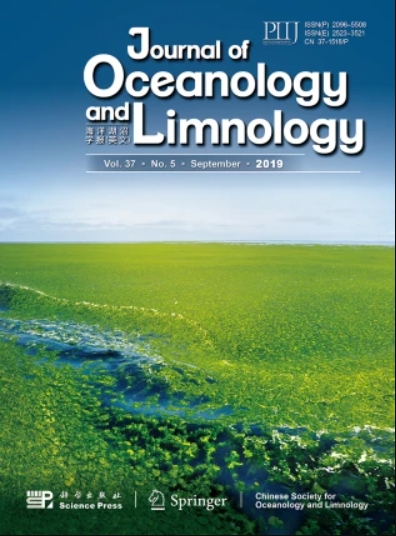 PIIJ
ISSN(P) 2096-5508
ISSN(E) 2523-3521
CN 37-1518/P
Journal of
Oceanology
and Limnology
海洋湖沼
学报(英文)
Vol. 37 • No. 5 • September • 2019
科学出版社
Science Press
Springer
Chinese Society for
Oceanology and Limnology